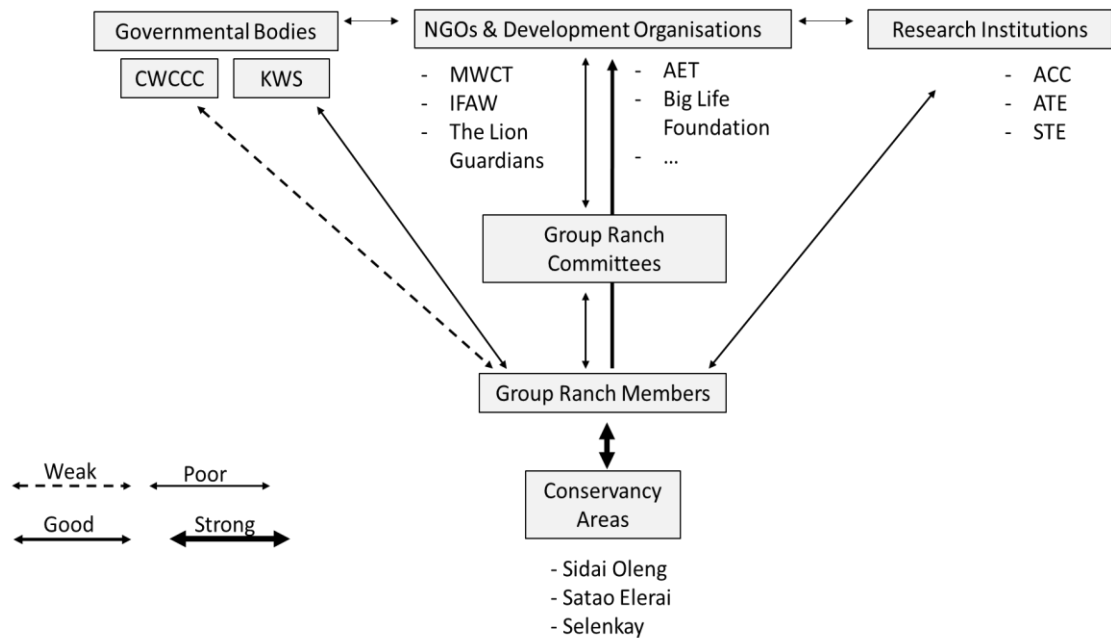 Governmental Bodies
NGOs & Development Organisations
Research Institutions
CWCCC
KWS
- MWCT
- IFAW
- The Lion
Guardians
- AET
- Big Life
Foundation
- ...
- ACC
- ATE
- STE
Group Ranch
Committees
Group Ranch Members
Weak
Poor
Good
Strong
Conservancy
Areas
- Sidai Oleng
- Satao Elerai
- Selenkay